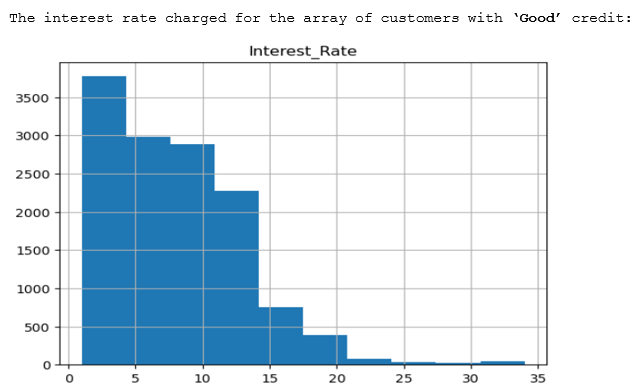 The interest rate charged for the array of customers with ‘Good’ credit:
Interest_Rate
3500
3000
2500
2000
1500
1000
500
0
0 5 10 15 20 25 30 35